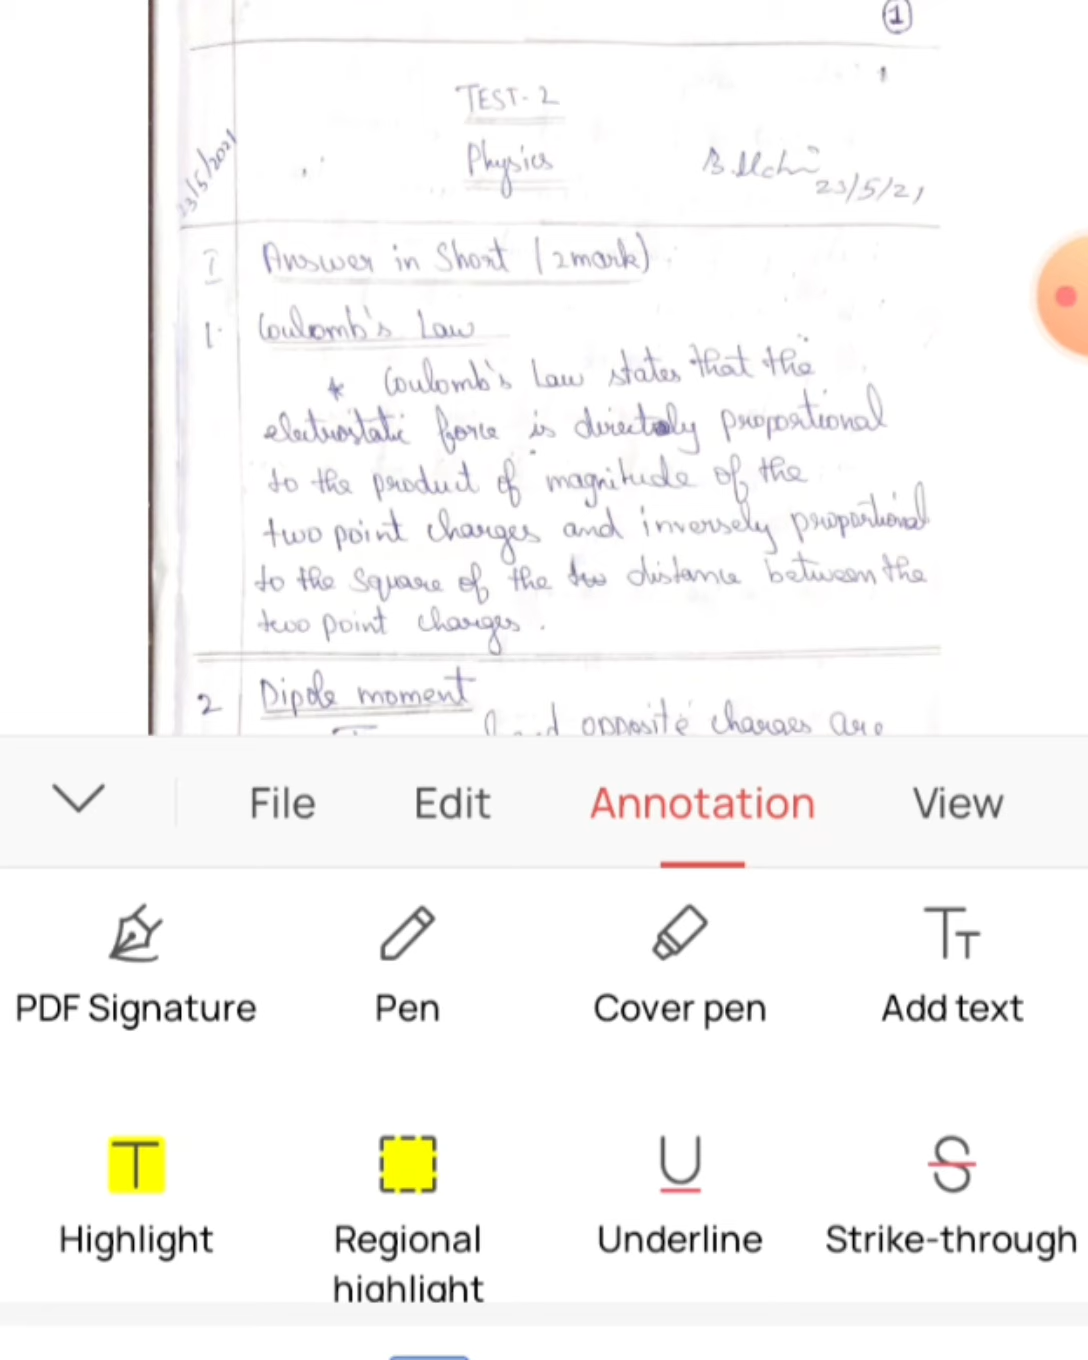 1
TEST-2
23/5/2021
Physics
23/5/21
I Answer in Short (2mark)
1. Coulomb's Law
* Coulomb's Law states that the
electrostatic force is directely proportional
to the product of magnitude of the
two point charges and inversely proportional
to the square of the distance between the
two point charges.
2 Dipole moment
opposite charges are
File Edit Annotation View
PDF Signature Pen Cover pen Add text
Highlight Regional highlight Underline Strike-through